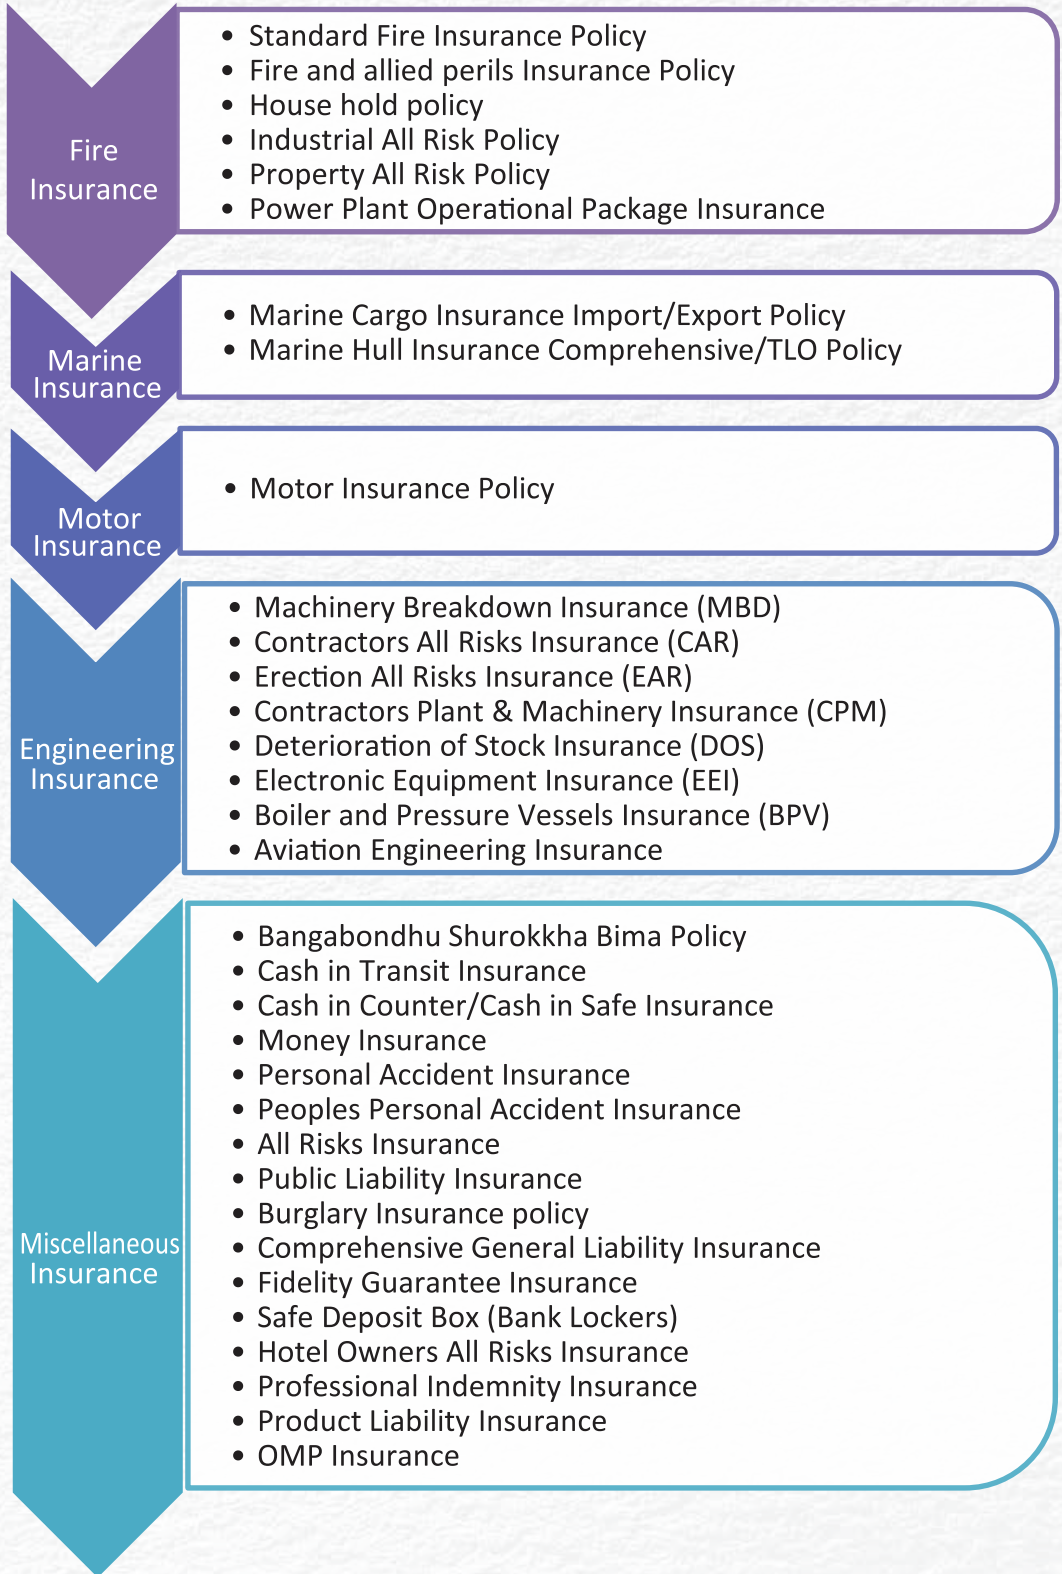 Fire
Insurance
• Standard Fire Insurance Policy
• Fire and allied perils Insurance Policy
• House hold policy
• Industrial All Risk Policy
• Property All Risk Policy
• Power Plant Operational Package Insurance
Marine
Insurance
• Marine Cargo Insurance Import/Export Policy
• Marine Hull Insurance Comprehensive/TLO Policy
Motor
Insurance
• Motor Insurance Policy
Engineering
Insurance
• Machinery Breakdown Insurance (MBD)
• Contractors All Risks Insurance (CAR)
• Erection All Risks Insurance (EAR)
• Contractors Plant & Machinery Insurance (CPM)
• Deterioration of Stock Insurance (DOS)
• Electronic Equipment Insurance (EEI)
• Boiler and Pressure Vessels Insurance (BPV)
• Aviation Engineering Insurance
Miscellaneous
Insurance
• Bangabondhu Shurokkha Bima Policy
• Cash in Transit Insurance
• Cash in Counter/Cash in Safe Insurance
• Money Insurance
• Personal Accident Insurance
• Peoples Personal Accident Insurance
• All Risks Insurance
• Public Liability Insurance
• Burglary Insurance policy
• Comprehensive General Liability Insurance
• Fidelity Guarantee Insurance
• Safe Deposit Box (Bank Lockers)
• Hotel Owners All Risks Insurance
• Professional Indemnity Insurance
• Product Liability Insurance
• OMP Insurance